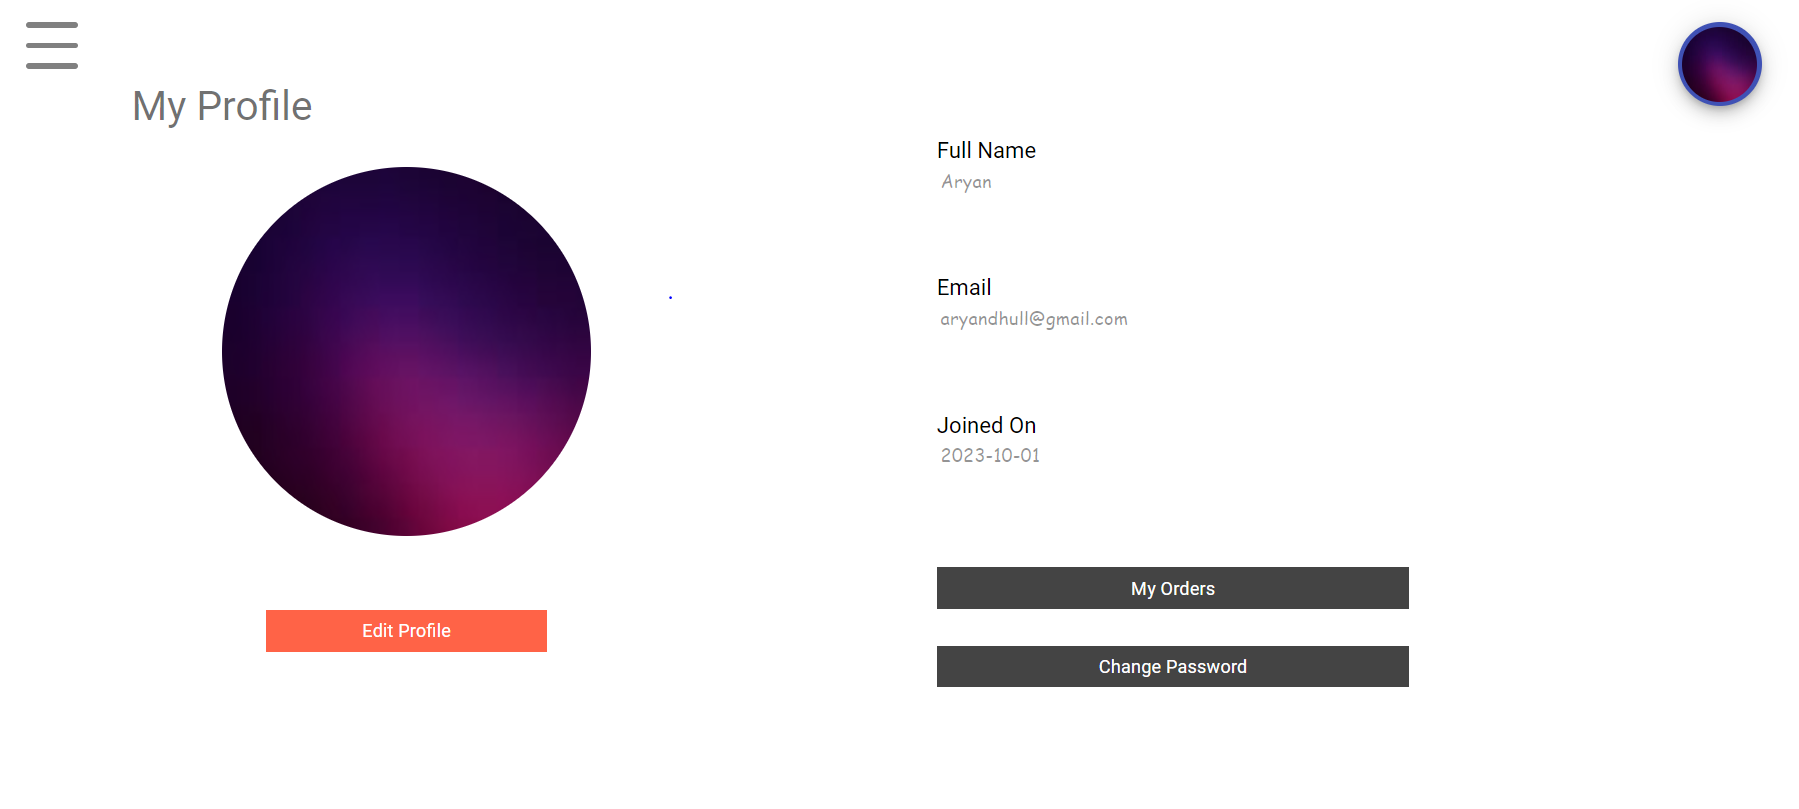 My Profile
Full Name
Aryan
Email
aryandhull@gmail.com
Joined On
2023-10-01
Edit Profile
My Orders
Change Password